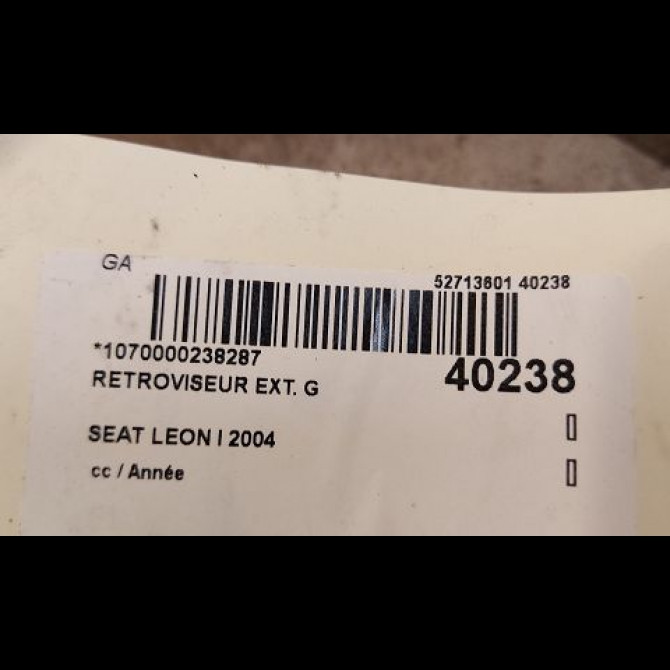 GA
52713601 40238
*1070000238287
40238
RETROVISEUR EXT. G
SEAT LEON I 2004
cc / Année